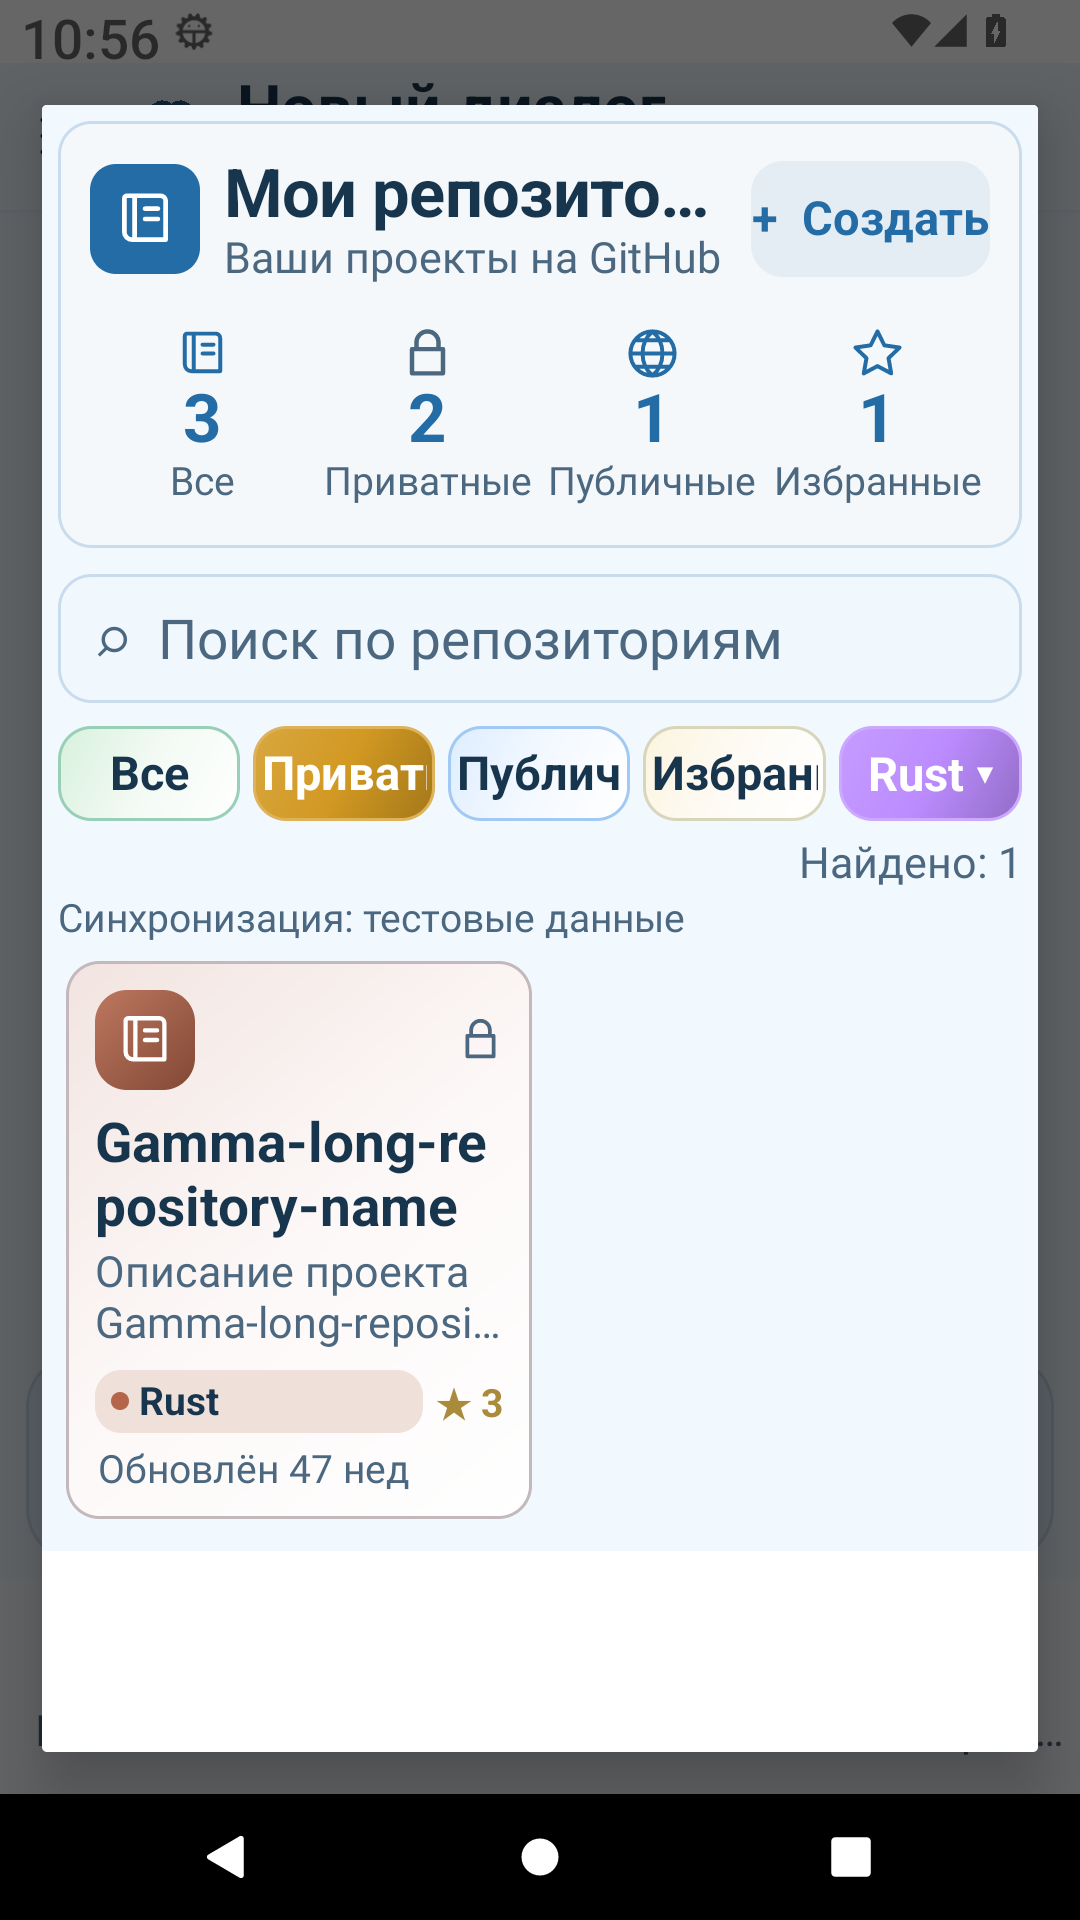 10:56
Новый диалог
Мои репозито...
Ваши проекты на GitHub
+ Создать
3
2
1
1
Все
Приватные
Публичные
Избранные
Поиск по репозиториям
Все
Приват
Публич
Избран
Rust ▾
Найдено: 1
Синхронизация: тестовые данные
Gamma-long-re
pository-name
Описание проекта
Gamma-long-reposi...
Rust
★ 3
Обновлён 47 нед